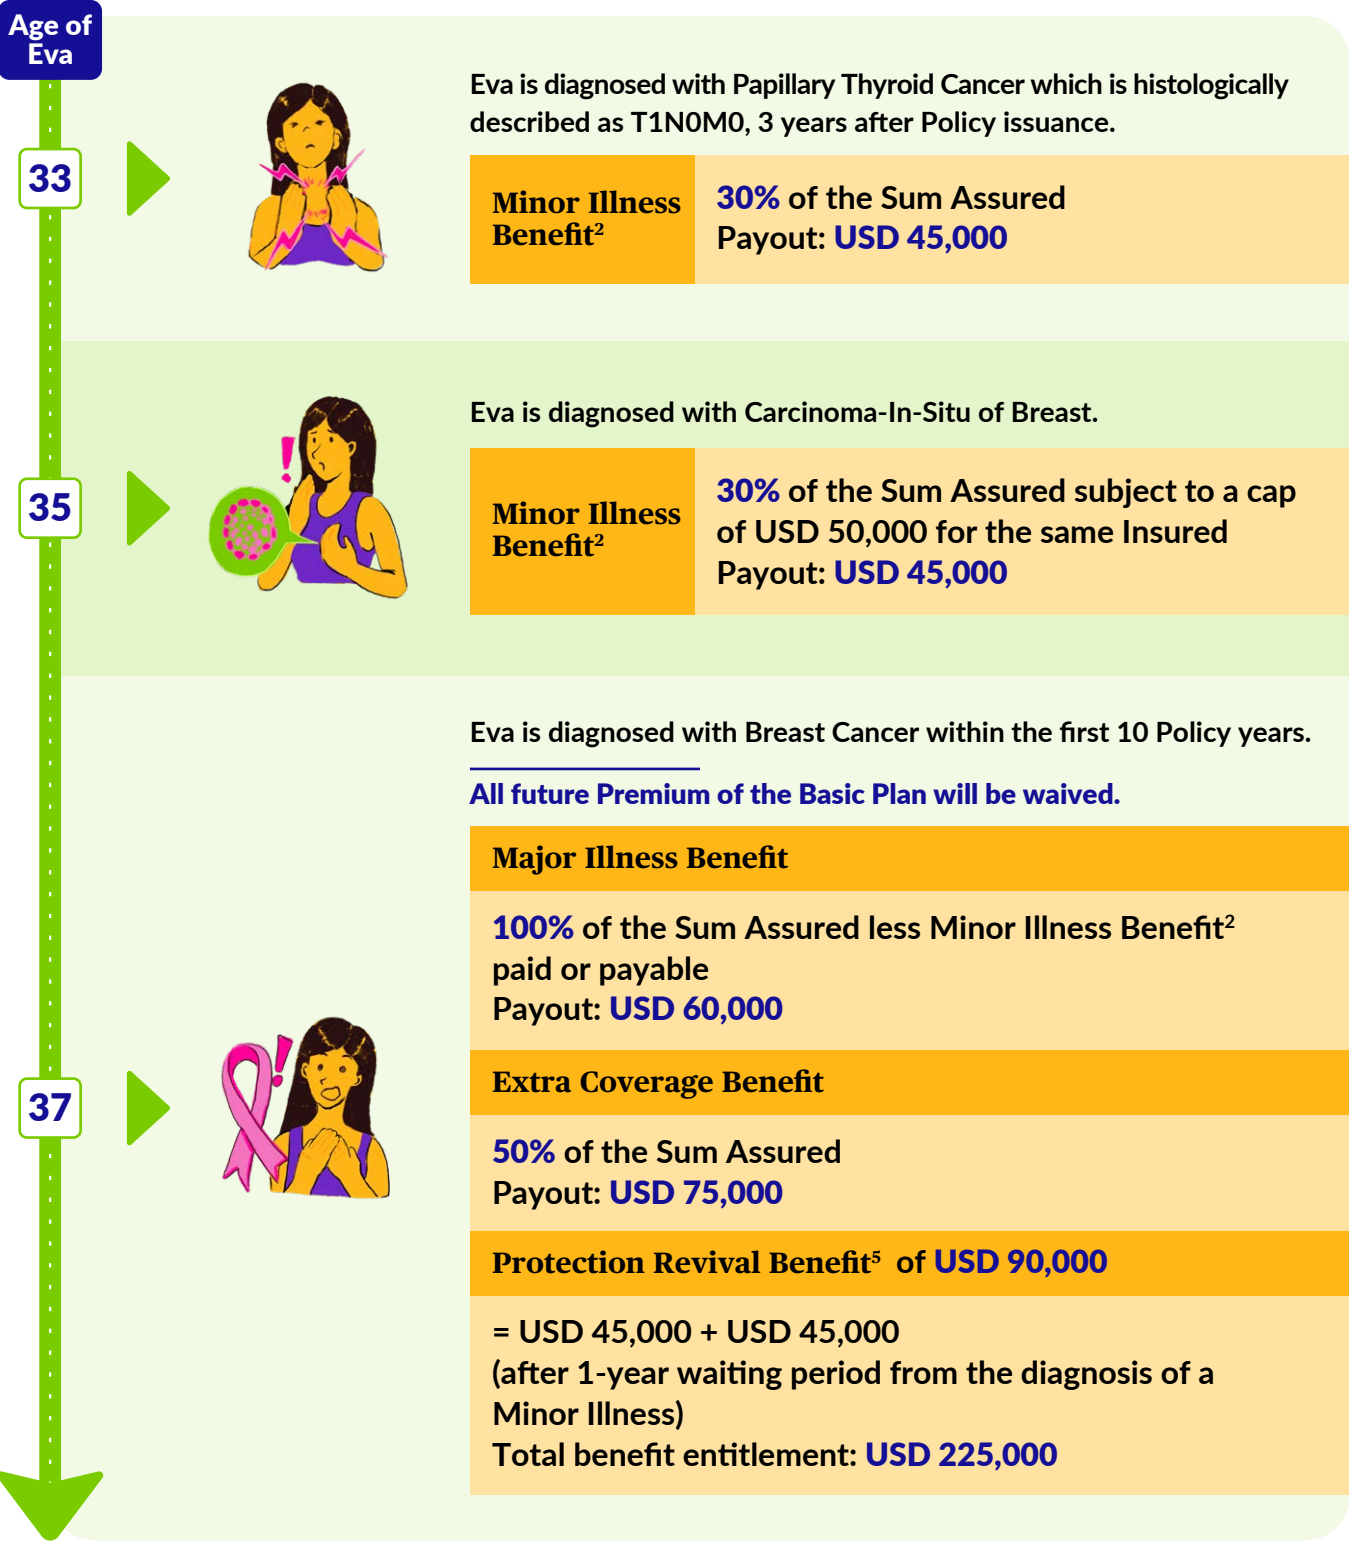 Age of
Eva
33
Eva is diagnosed with Papillary Thyroid Cancer which is histologically
described as T1N0M0, 3 years after Policy issuance.
Minor Illness
Benefit²
30% of the Sum Assured
Payout: USD 45,000
35
Eva is diagnosed with Carcinoma-In-Situ of Breast.
Minor Illness
Benefit²
30% of the Sum Assured subject to a cap
of USD 50,000 for the same Insured
Payout: USD 45,000
37
Eva is diagnosed with Breast Cancer within the first 10 Policy years.
All future Premium of the Basic Plan will be waived.
Major Illness Benefit
100% of the Sum Assured less Minor Illness Benefit²
paid or payable
Payout: USD 60,000
Extra Coverage Benefit
50% of the Sum Assured
Payout: USD 75,000
Protection Revival Benefit⁵ of USD 90,000
= USD 45,000 + USD 45,000
(after 1-year waiting period from the diagnosis of a
Minor Illness)
Total benefit entitlement: USD 225,000